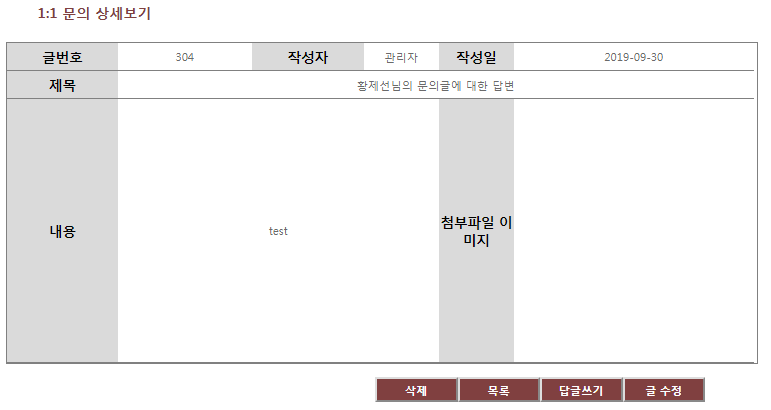 1:1 문의 상세보기
글번호 304 작성자 관리자 작성일 2019-09-30
제목 황제선님의 문의글에 대한 답변
내용 test 첨부파일 이
미지
삭제 목록 답글쓰기 글 수정